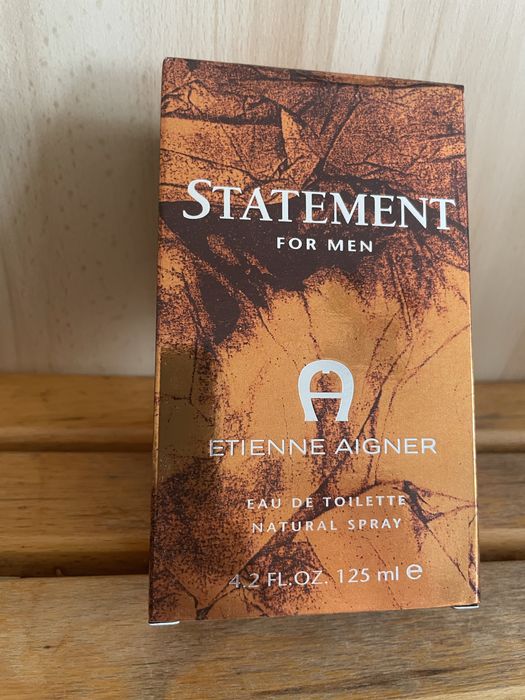 STATEMENT
FOR MEN
ETIENNE AIGNER
EAU DE TOILETTE
NATURAL SPRAY
4.2 FL.OZ. 125 ml ℮